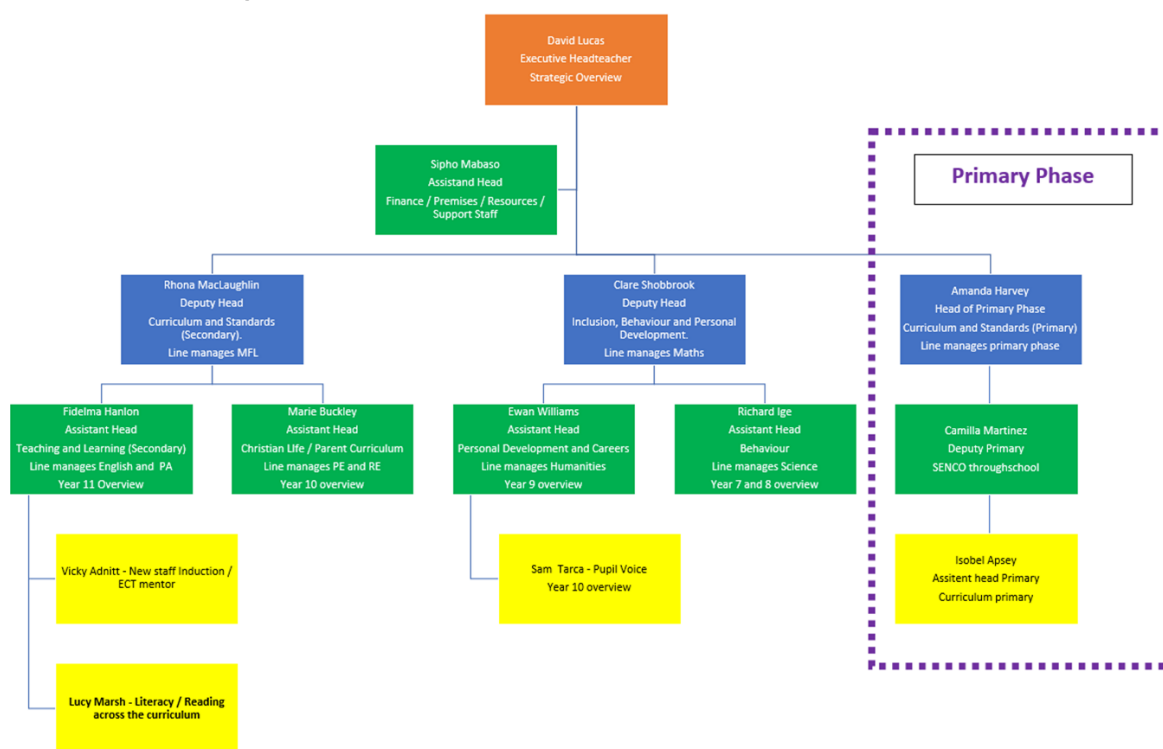 David Lucas
Executive Headteacher
Strategic Overview
Sipho Mabaso
Assistand Head
Finance / Premises / Resources /
Support Staff
Primary Phase
Rhona MacLaughlin
Deputy Head
Curriculum and Standards
(Secondary).
Line manages MFL
Clare Shobbrook
Deputy Head
Inclusion, Behaviour and Personal
Development.
Line manages Maths
Amanda Harvey
Head of Primary Phase
Curriculum and Standards (Primary)
Line manages primary phase
Fidelma Hanlon
Assistant Head
Teaching and Learning (Secondary)
Line manages English and PA
Year 11 Overview
Marie Buckley
Assistant Head
Christian LIfe / Parent Curriculum
Line manages PE and RE
Year 10 overview
Ewan Williams
Assistant Head
Personal Development and Careers
Line manages Humanities
Year 9 overview
Richard Ige
Assistant Head
Behaviour
Line manages Science
Year 7 and 8 overview
Camilla Martinez
Deputy Primary
SENCO throughschool
Vicky Adnitt - New staff Induction /
ECT mentor
Sam Tarca - Pupil Voice
Year 10 overview
Isobel Apsey
Assitent head Primary
Curriculum primary
Lucy Marsh - Literacy / Reading
across the curriculum